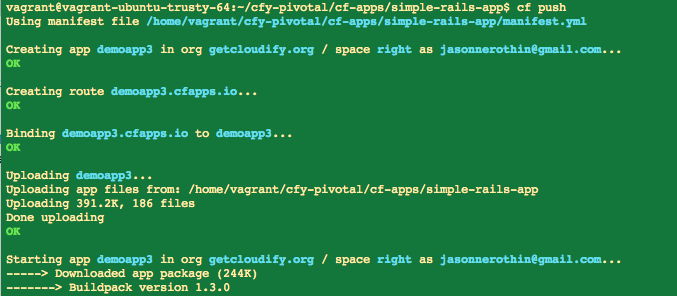 vagrant@vagrant-ubuntu-trusty-64:~/cfy-pivotal/cf-apps/simple-rails-app$ cf push
Using manifest file /home/vagrant/cfy-pivotal/cf-apps/simple-rails-app/manifest.yml
Creating app demoapp3 in org getcloudify.org / space right as jasonnerothin@gmail.com...
OK
Creating route demoapp3.cfapps.io...
OK
Binding demoapp3.cfapps.io to demoapp3...
OK
Uploading demoapp3...
Uploading app files from: /home/vagrant/cfy-pivotal/cf-apps/simple-rails-app
Uploading 391.2K, 186 files
Done uploading
OK
Starting app demoapp3 in org getcloudify.org / space right as jasonnerothin@gmail.com...
-----> Downloaded app package (244K)
-------> Buildpack version 1.3.0